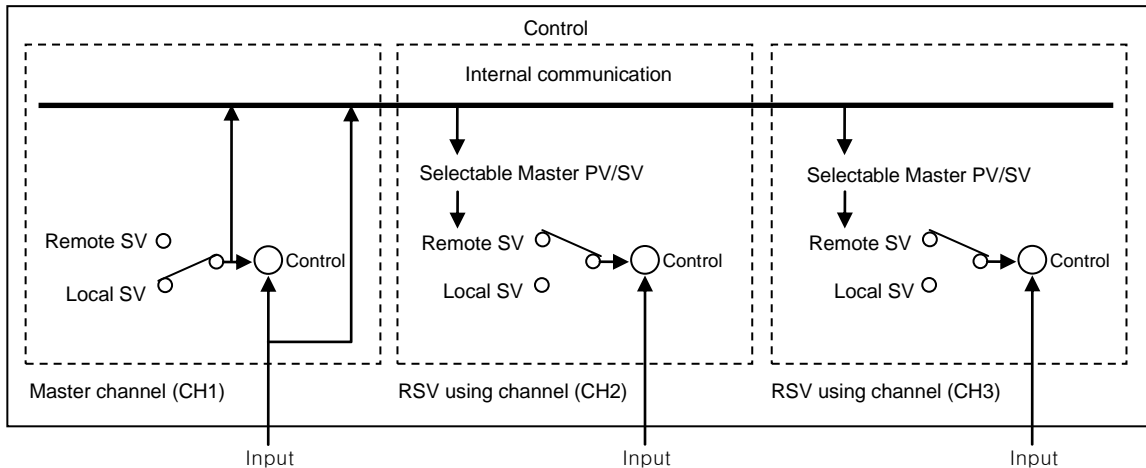 Control
Internal communication
Selectable Master PV/SV
Selectable Master PV/SV
Remote SV
Control
Local SV
Remote SV
Control
Local SV
Remote SV
Control
Local SV
Master channel (CH1)
RSV using channel (CH2)
RSV using channel (CH3)
Input
Input
Input